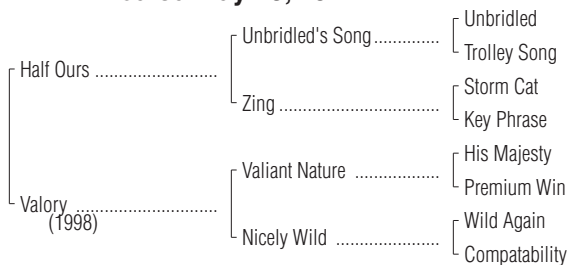 Unbridled
Unbridled's Song..............
Trolley Song
Half Ours ..........................
Storm Cat
Zing ..................................
Key Phrase
His Majesty
Valiant Nature ..................
Premium Win
Valory ..............................
(1998)
Wild Again
Nicely Wild ......................
Compatability